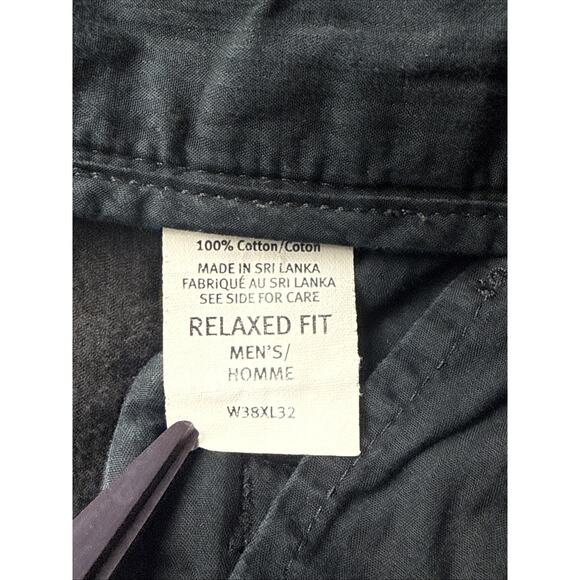 100% Cotton/Coton
MADE IN SRI LANKA
FABRIQUÉ AU SRI LANKA
SEE SIDE FOR CARE
RELAXED FIT
MEN'S/
HOMME
W38XL32